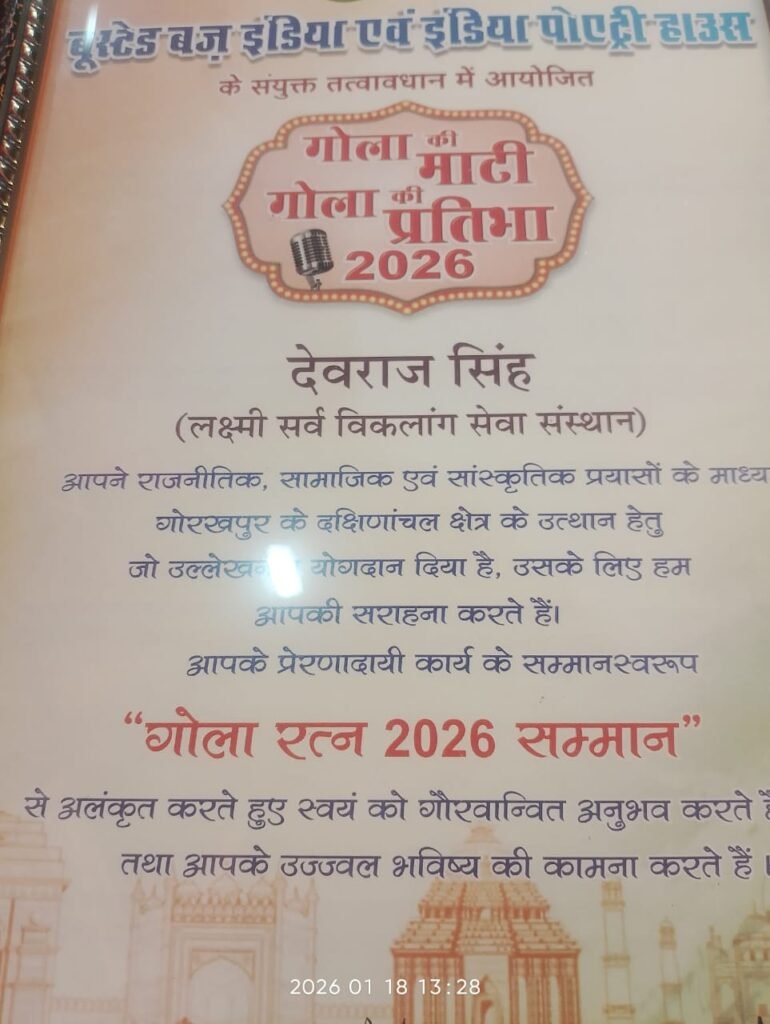 बूस्टेड बज़ इंडिया एवं इंडिया पोएट्री हाउस
के संयुक्त तत्वावधान में आयोजित
गोला की माटी
गोला की प्रतिभा
2026
देवराज सिंह
(लक्ष्मी सर्व विकलांग सेवा संस्थान)
आपने राजनीतिक, सामाजिक एवं सांस्कृतिक प्रयासों के माध्य
गोरखपुर के दक्षिणांचल क्षेत्र के उत्थान हेतु
जो योगदान दिया है, उसके लिए हम
आपकी सराहना करते हैं।
आपके प्रेरणादायी कार्य के सम्मानस्वरूप
“गोला रत्न 2026 सम्मान”
से अलंकृत करते हुए स्वयं को गौरवान्वित अनुभव करते
तथा आपके उज्ज्वल भविष्य की कामना करते हैं ।
2026 01 18 13:28